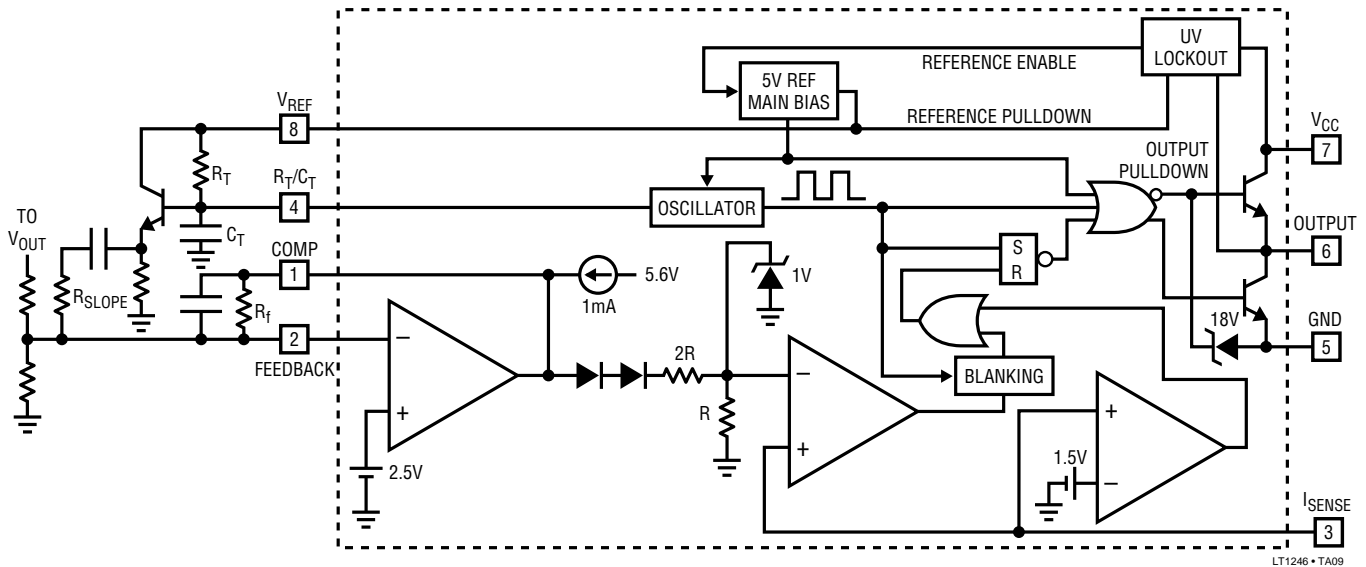 UV
LOCKOUT
REFERENCE ENABLE
5V REF
MAIN BIAS
VREF
8
REFERENCE PULLDOWN
VCC
7
OUTPUT
PULLDOWN
RT
RT/CT
4
OSCILLATOR
TO
VOUT
CT
COMP
1
5.6V
1mA
1V
S
R
OUTPUT
6
RSLOPE
Rf
18V
GND
5
2
FEEDBACK
–
+
2.5V
2R
R
–
+
BLANKING
+
–
1.5V
ISENSE
3
LT1246 • TA09